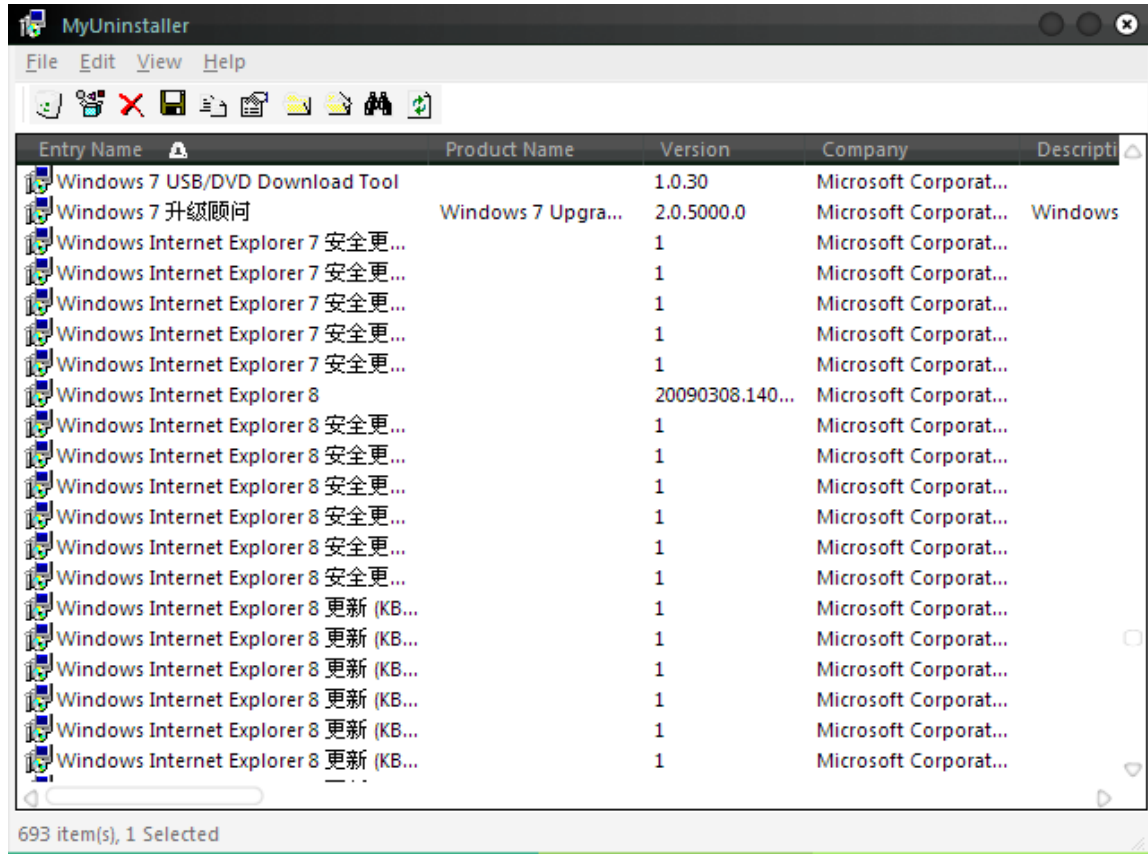 MyUninstaller
File Edit View Help
Entry Name Product Name Version Company Descripti
Windows 7 USB/DVD Download Tool 1.0.30 Microsoft Corporat...
Windows 7 升级顾问 Windows 7 Upgra... 2.0.5000.0 Microsoft Corporat... Windows
Windows Internet Explorer 7 安全更... 1 Microsoft Corporat...
Windows Internet Explorer 7 安全更... 1 Microsoft Corporat...
Windows Internet Explorer 7 安全更... 1 Microsoft Corporat...
Windows Internet Explorer 7 安全更... 1 Microsoft Corporat...
Windows Internet Explorer 7 安全更... 1 Microsoft Corporat...
Windows Internet Explorer 8 20090308.140... Microsoft Corporat...
Windows Internet Explorer 8 安全更... 1 Microsoft Corporat...
Windows Internet Explorer 8 安全更... 1 Microsoft Corporat...
Windows Internet Explorer 8 安全更... 1 Microsoft Corporat...
Windows Internet Explorer 8 安全更... 1 Microsoft Corporat...
Windows Internet Explorer 8 安全更... 1 Microsoft Corporat...
Windows Internet Explorer 8 安全更... 1 Microsoft Corporat...
Windows Internet Explorer 8 更新 (KB... 1 Microsoft Corporat...
Windows Internet Explorer 8 更新 (KB... 1 Microsoft Corporat...
Windows Internet Explorer 8 更新 (KB... 1 Microsoft Corporat...
Windows Internet Explorer 8 更新 (KB... 1 Microsoft Corporat...
Windows Internet Explorer 8 更新 (KB... 1 Microsoft Corporat...
Windows Internet Explorer 8 更新 (KB... 1 Microsoft Corporat...
693 item(s), 1 Selected